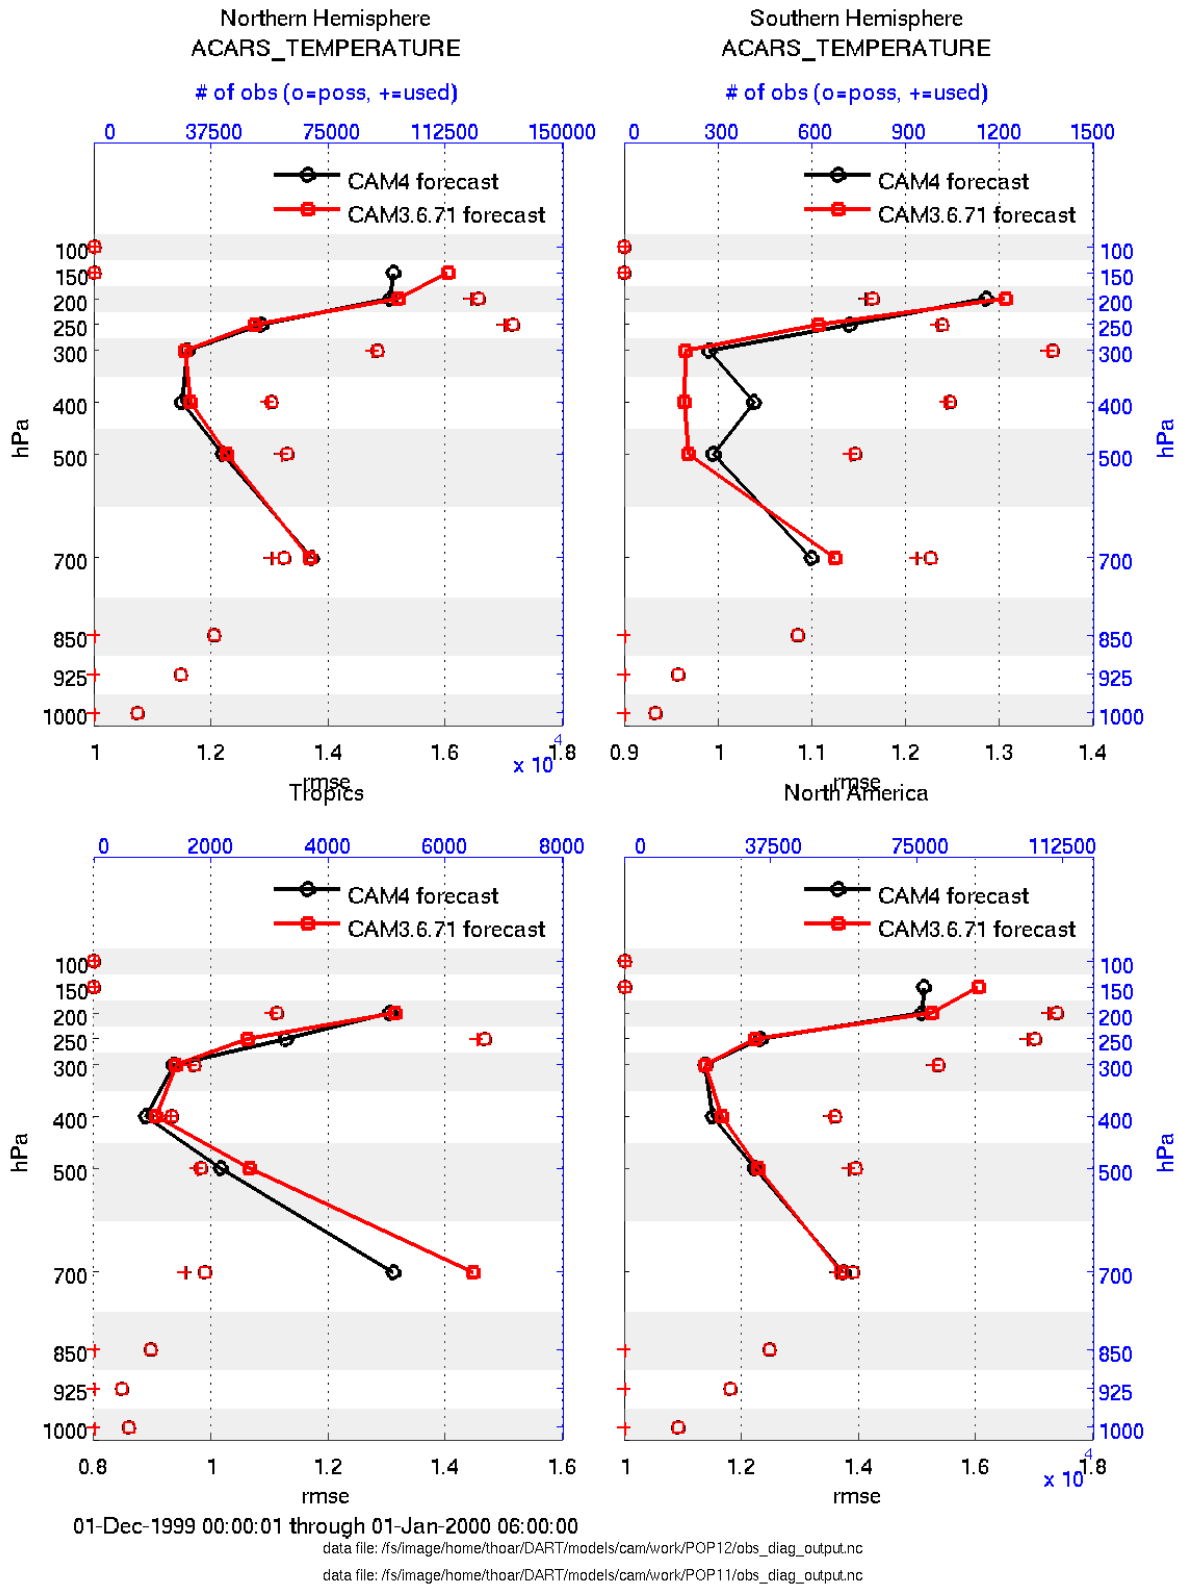 Northern Hemisphere
ACARS_TEMPERATURE
# of obs (o=poss, +=used)
0 37500 75000 112500 150000
CAM4 forecast
CAM3.6.71 forecast
100
150
200
250
300
400
500
700
850
925
1000
hPa
1 1.2 1.4 1.6 1.8
x 10^4
rmse
Southern Hemisphere
ACARS_TEMPERATURE
# of obs (o=poss, +=used)
0 300 600 900 1200 1500
CAM4 forecast
CAM3.6.71 forecast
100
150
200
250
300
400
500
700
850
925
1000
hPa
0.9 1 1.1 1.2 1.3 1.4
rmse
Tropics
0 2000 4000 6000 8000
CAM4 forecast
CAM3.6.71 forecast
100
150
200
250
300
400
500
700
850
925
1000
hPa
0.8 1 1.2 1.4 1.6
rmse
North America
0 37500 75000 112500
CAM4 forecast
CAM3.6.71 forecast
100
150
200
250
300
400
500
700
850
925
1000
hPa
1 1.2 1.4 1.6 1.8
x 10^4
rmse
01-Dec-1999 00:00:01 through 01-Jan-2000 06:00:00
data file: /fs/image/home/thoar/DART/models/cam/work/POP12/obs_diag_output.nc
data file: /fs/image/home/thoar/DART/models/cam/work/POP11/obs_diag_output.nc